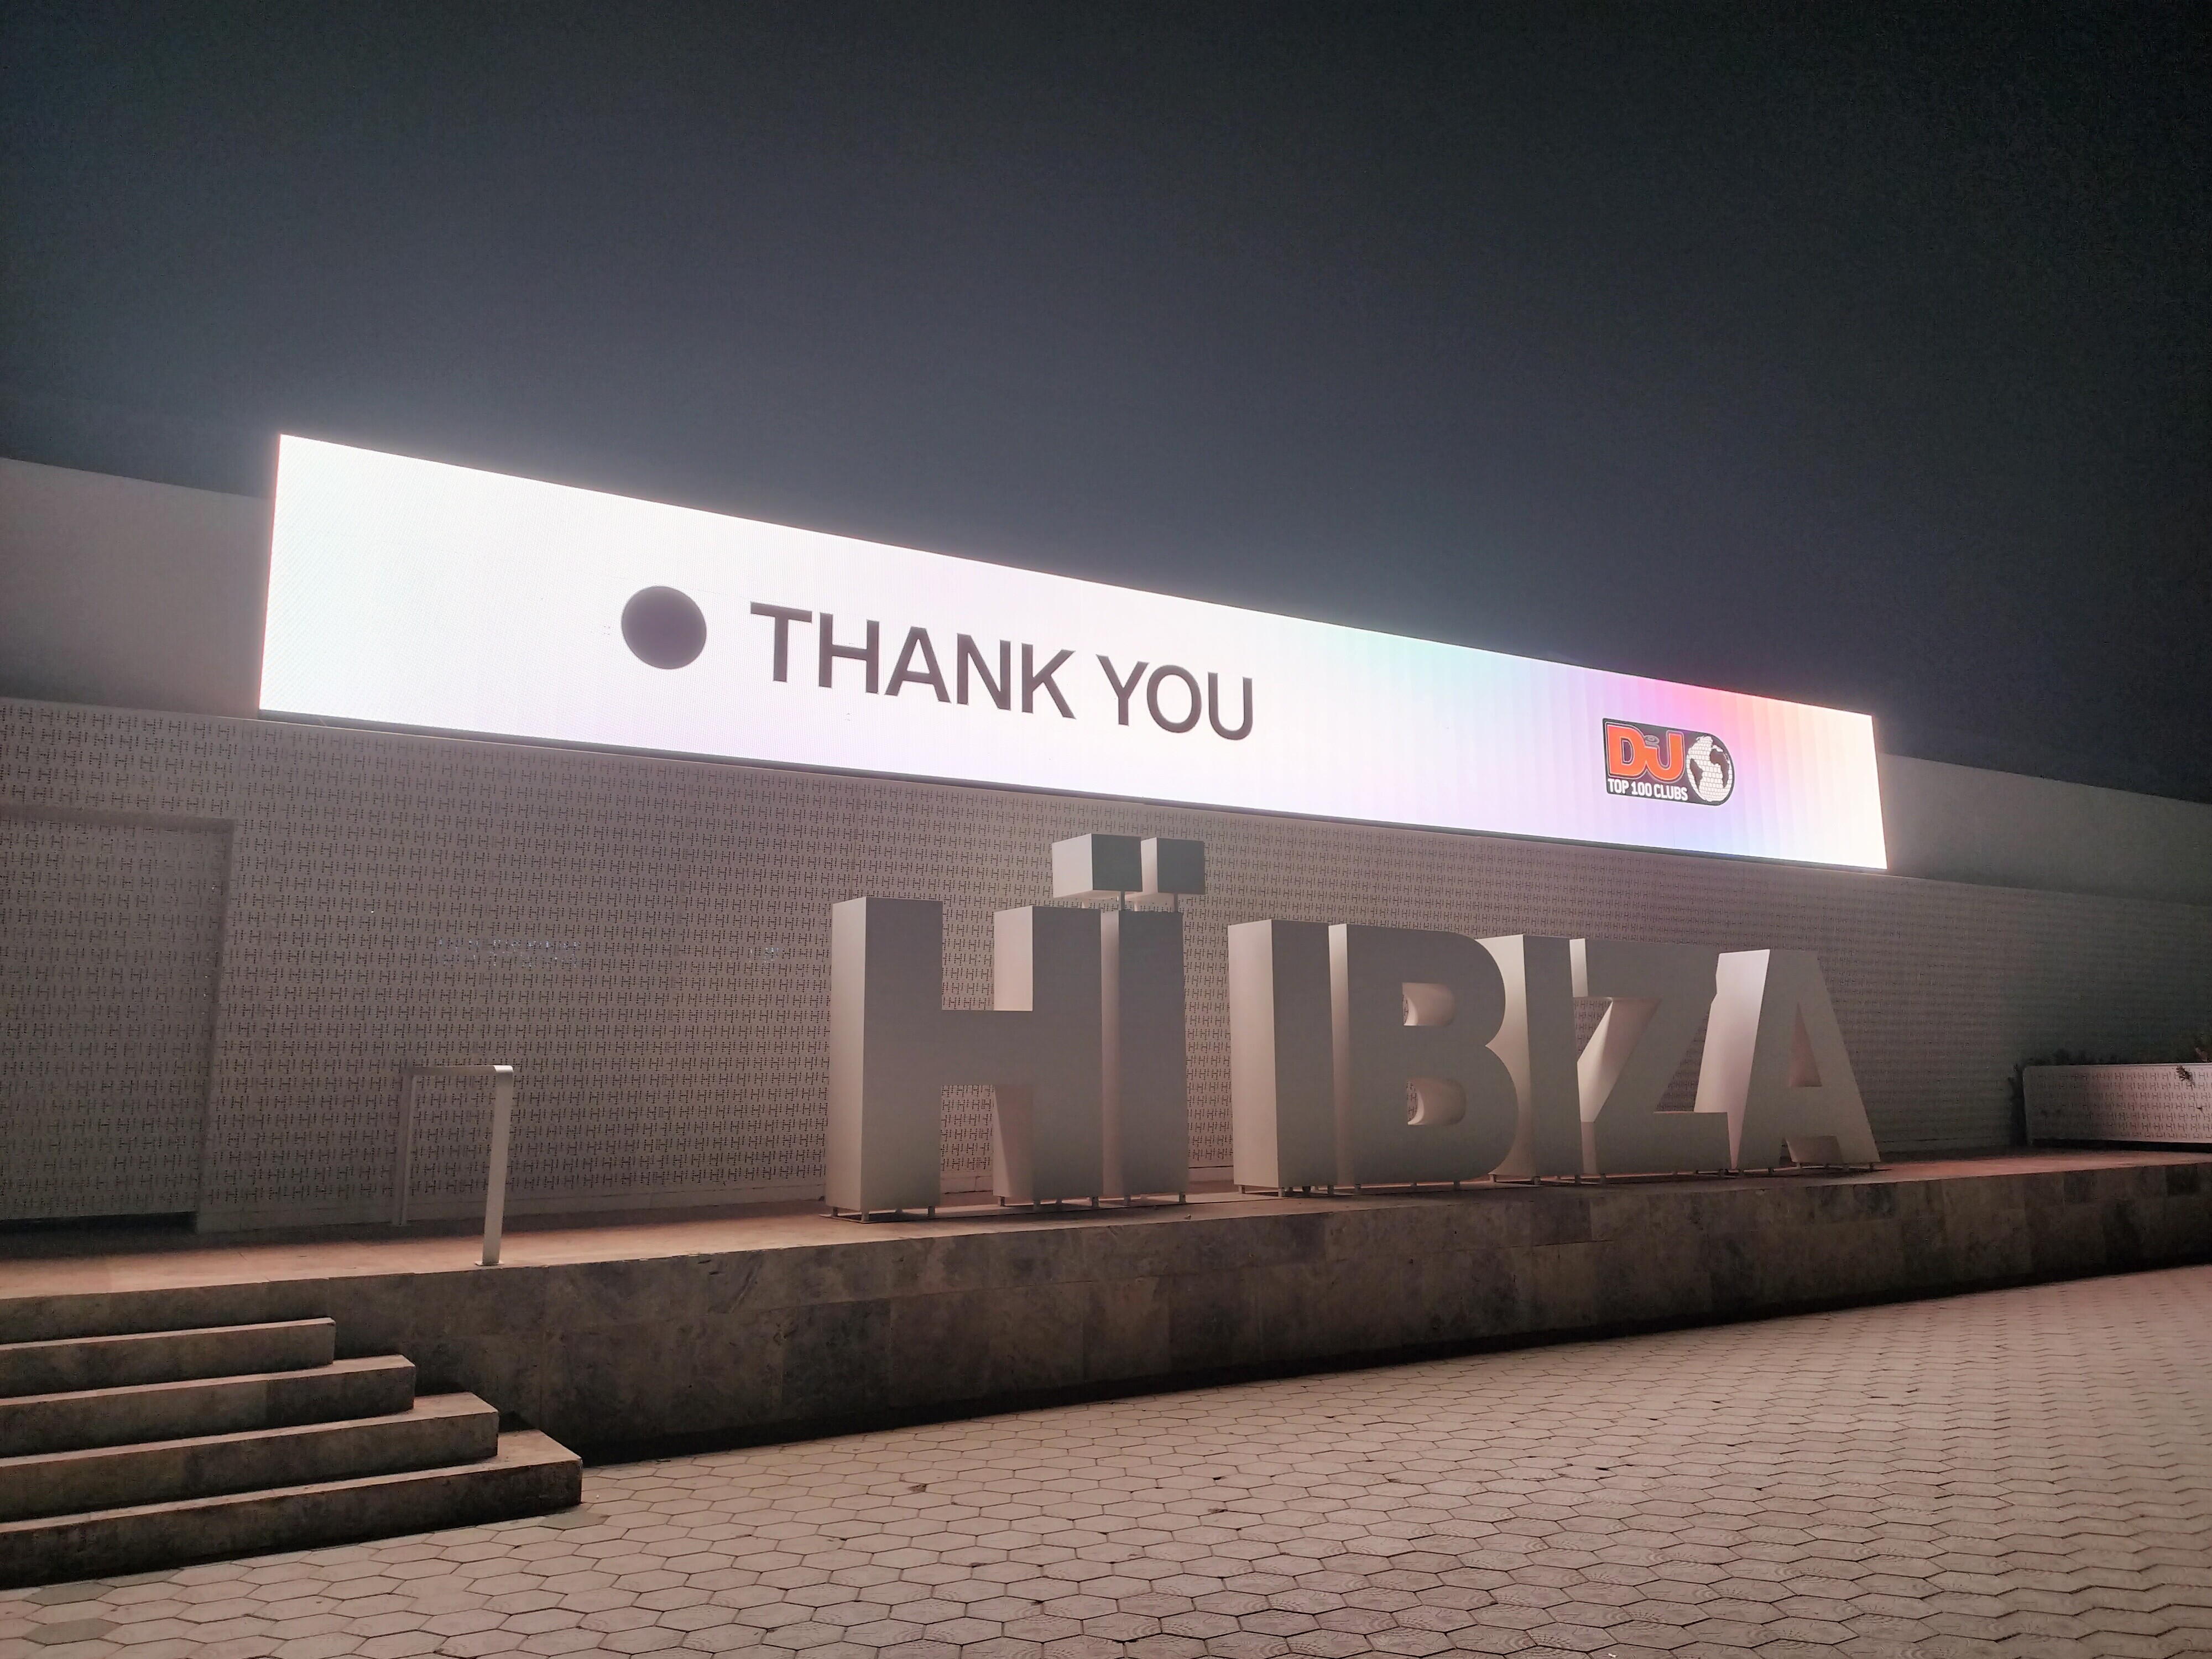 THANK YOU
DJ
TOP 100 CLUBS
HÏ IBIZA